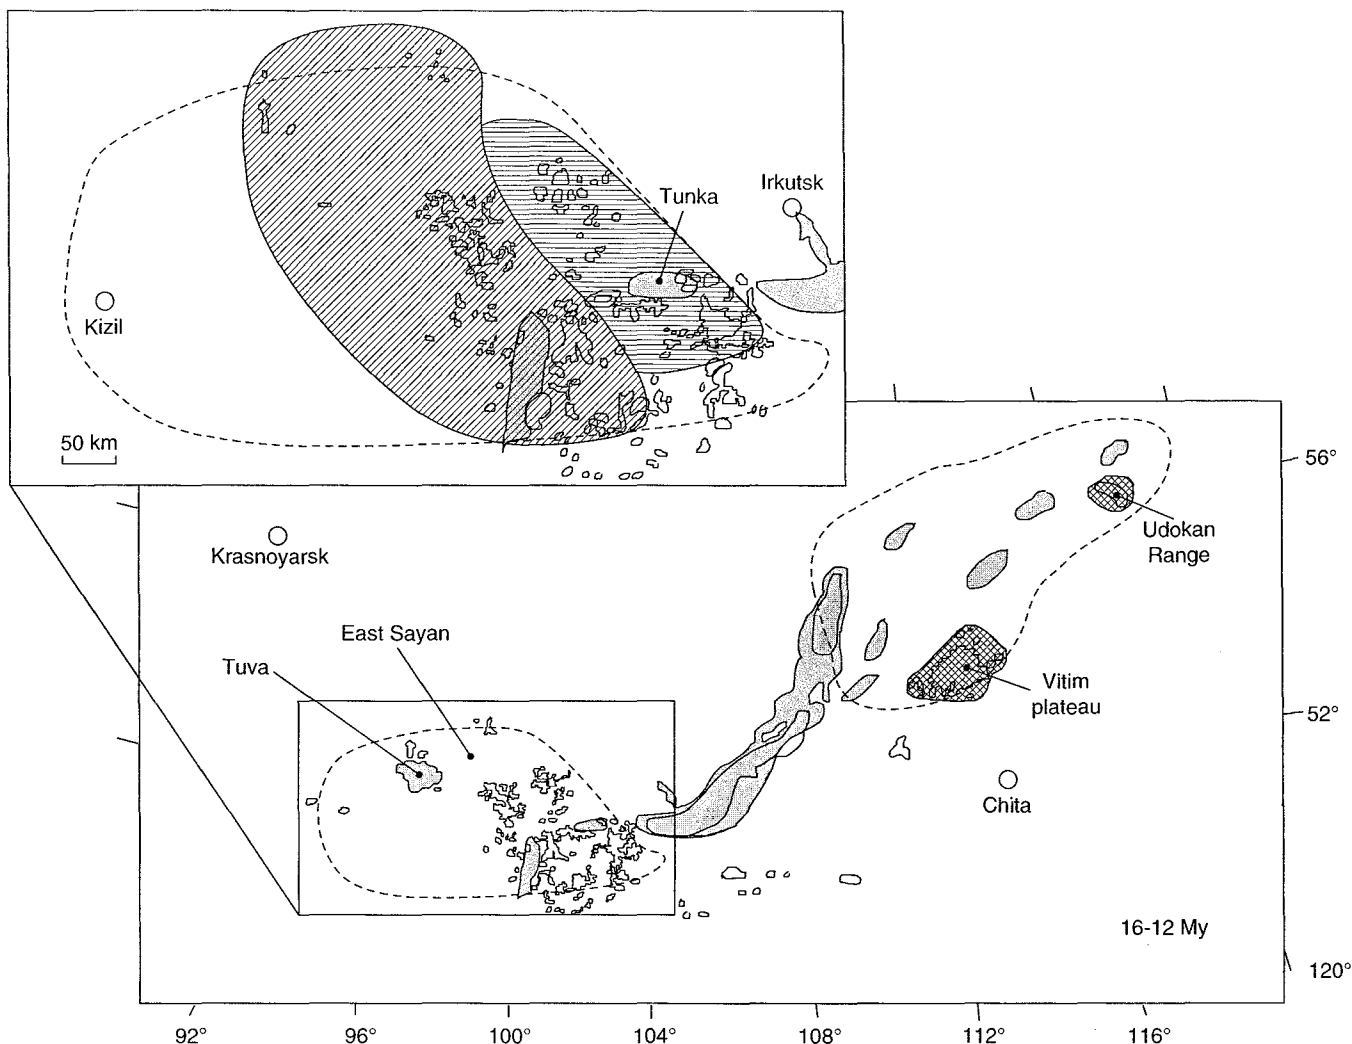 Irkutsk
Tunka
Kizil
50 km
56°
Krasnoyarsk
Udokan
Range
East Sayan
Tuva
Vitim
plateau
52°
Chita
16-12 My
120°
92°
96°
100°
104°
108°
112°
116°